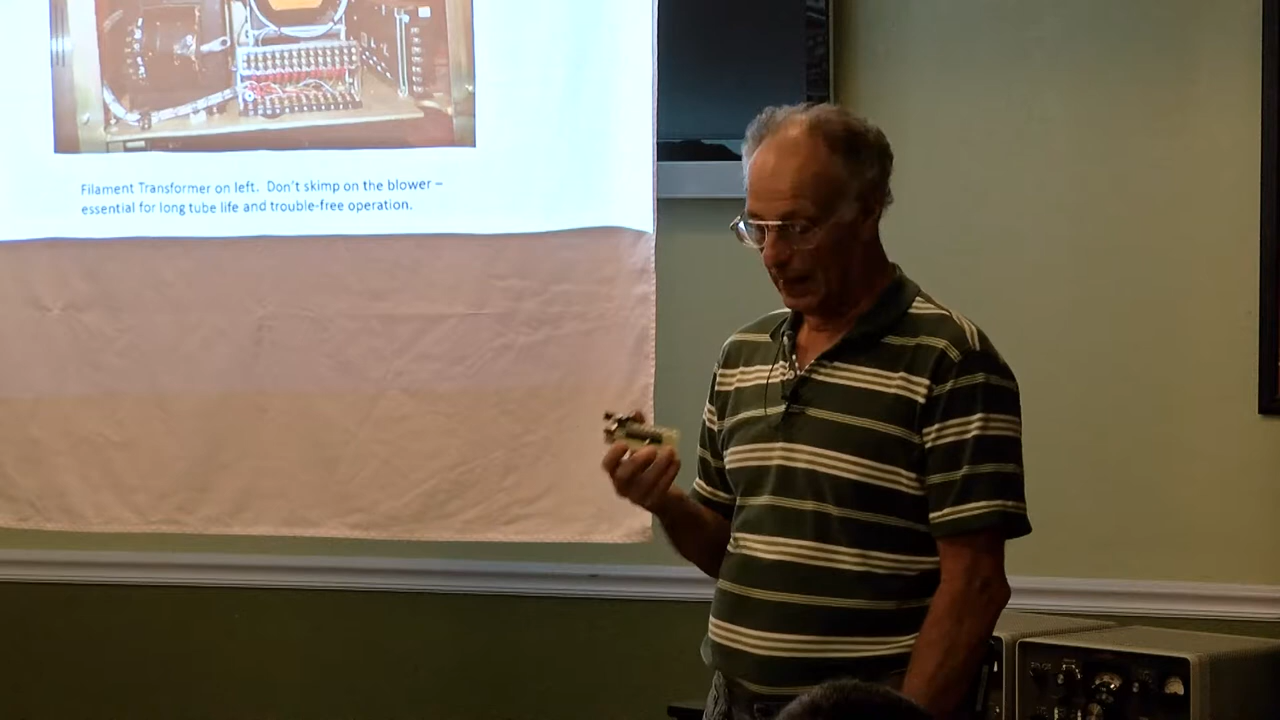 Filament Transformer on left. Don't skimp on the blower –
essential for long tube life and trouble-free operation.